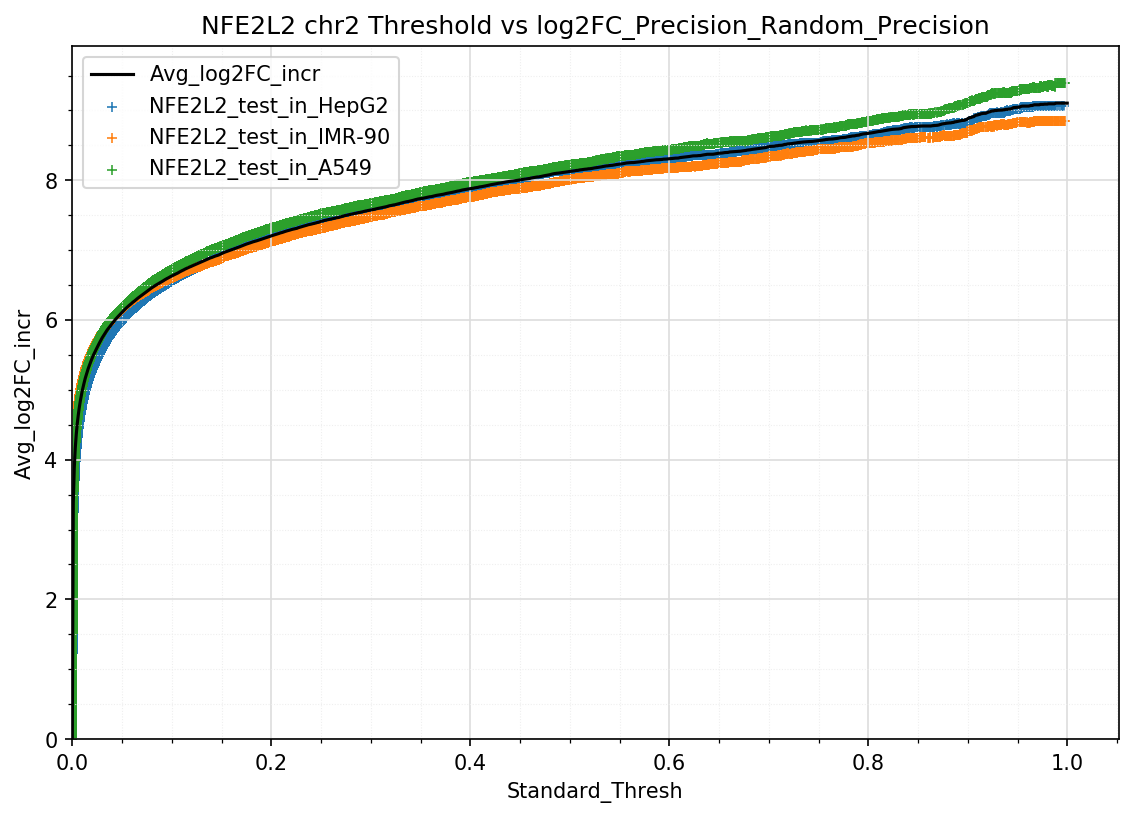 NFE2L2 chr2 Threshold vs log2FC_Precision_Random_Precision
Avg_log2FC_incr
NFE2L2_test_in_HepG2
NFE2L2_test_in_IMR-90
NFE2L2_test_in_A549
Avg_log2FC_incr
8
6
4
2
0
0.0 0.2 0.4 0.6 0.8 1.0
Standard_Thresh